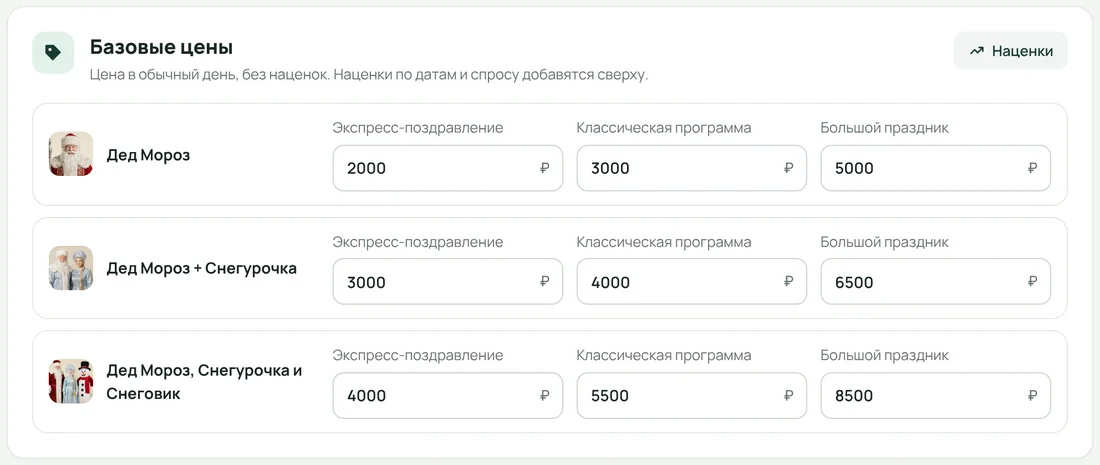 Базовые цены
Наценки
Цена в обычный день, без наценок. Наценки по датам и спросу добавятся сверху.
Дед Мороз
Экспресс-поздравление
2000 ₽
Классическая программа
3000 ₽
Большой праздник
5000 ₽
Дед Мороз + Снегурочка
Экспресс-поздравление
3000 ₽
Классическая программа
4000 ₽
Большой праздник
6500 ₽
Дед Мороз, Снегурочка и
Снеговик
Экспресс-поздравление
4000 ₽
Классическая программа
5500 ₽
Большой праздник
8500 ₽